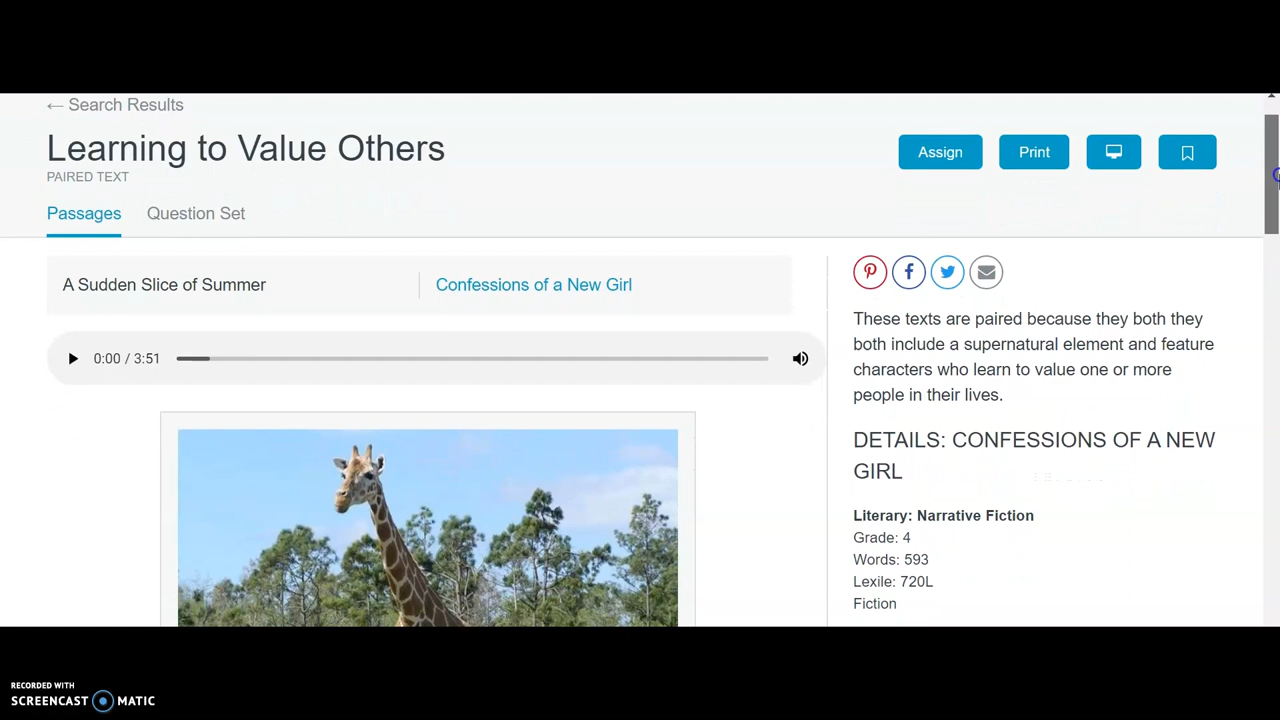 ← Search Results
Learning to Value Others
PAIRED TEXT
Assign
Print
Passages
Question Set
A Sudden Slice of Summer
Confessions of a New Girl
0:00 / 3:51
These texts are paired because they both they
both include a supernatural element and feature
characters who learn to value one or more
people in their lives.
DETAILS: CONFESSIONS OF A NEW
GIRL
Literary: Narrative Fiction
Grade: 4
Words: 593
Lexile: 720L
Fiction
RECORDED WITH
SCREENCAST MATIC